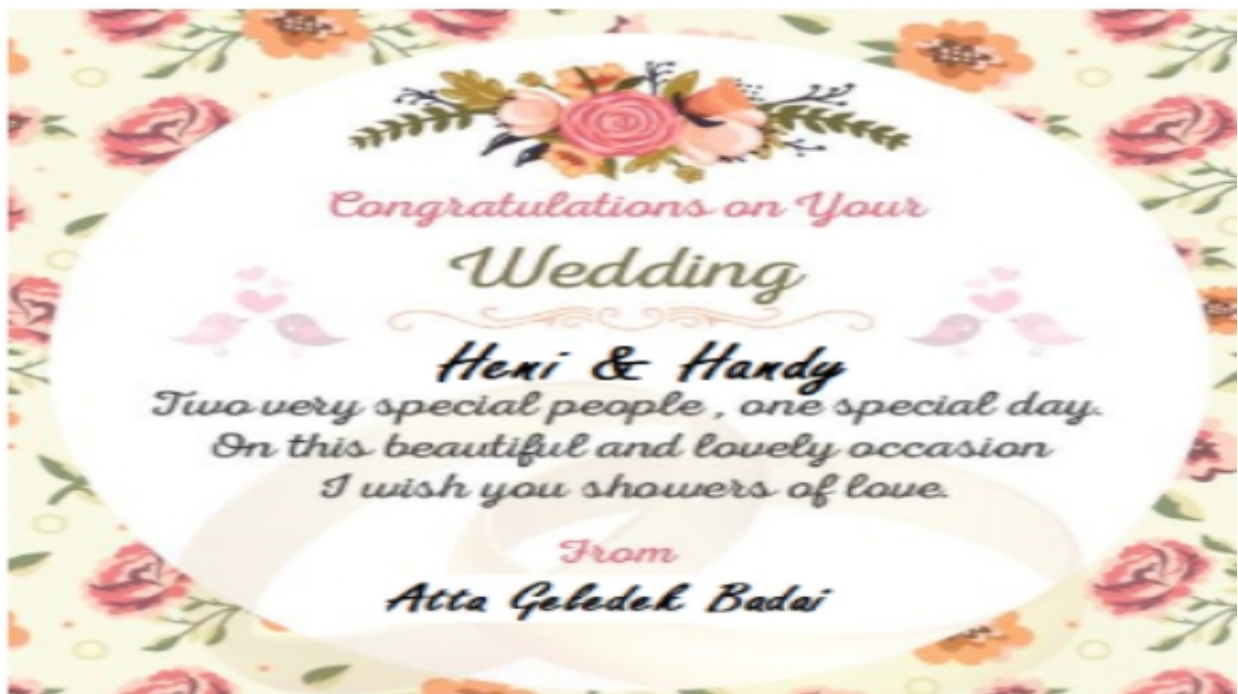 Congratulations on Your
Wedding
Heni & Handy
Two very special people , one special day.
On this beautiful and lovely occasion
I wish you showers of love.
From
Atta Geledek Badai